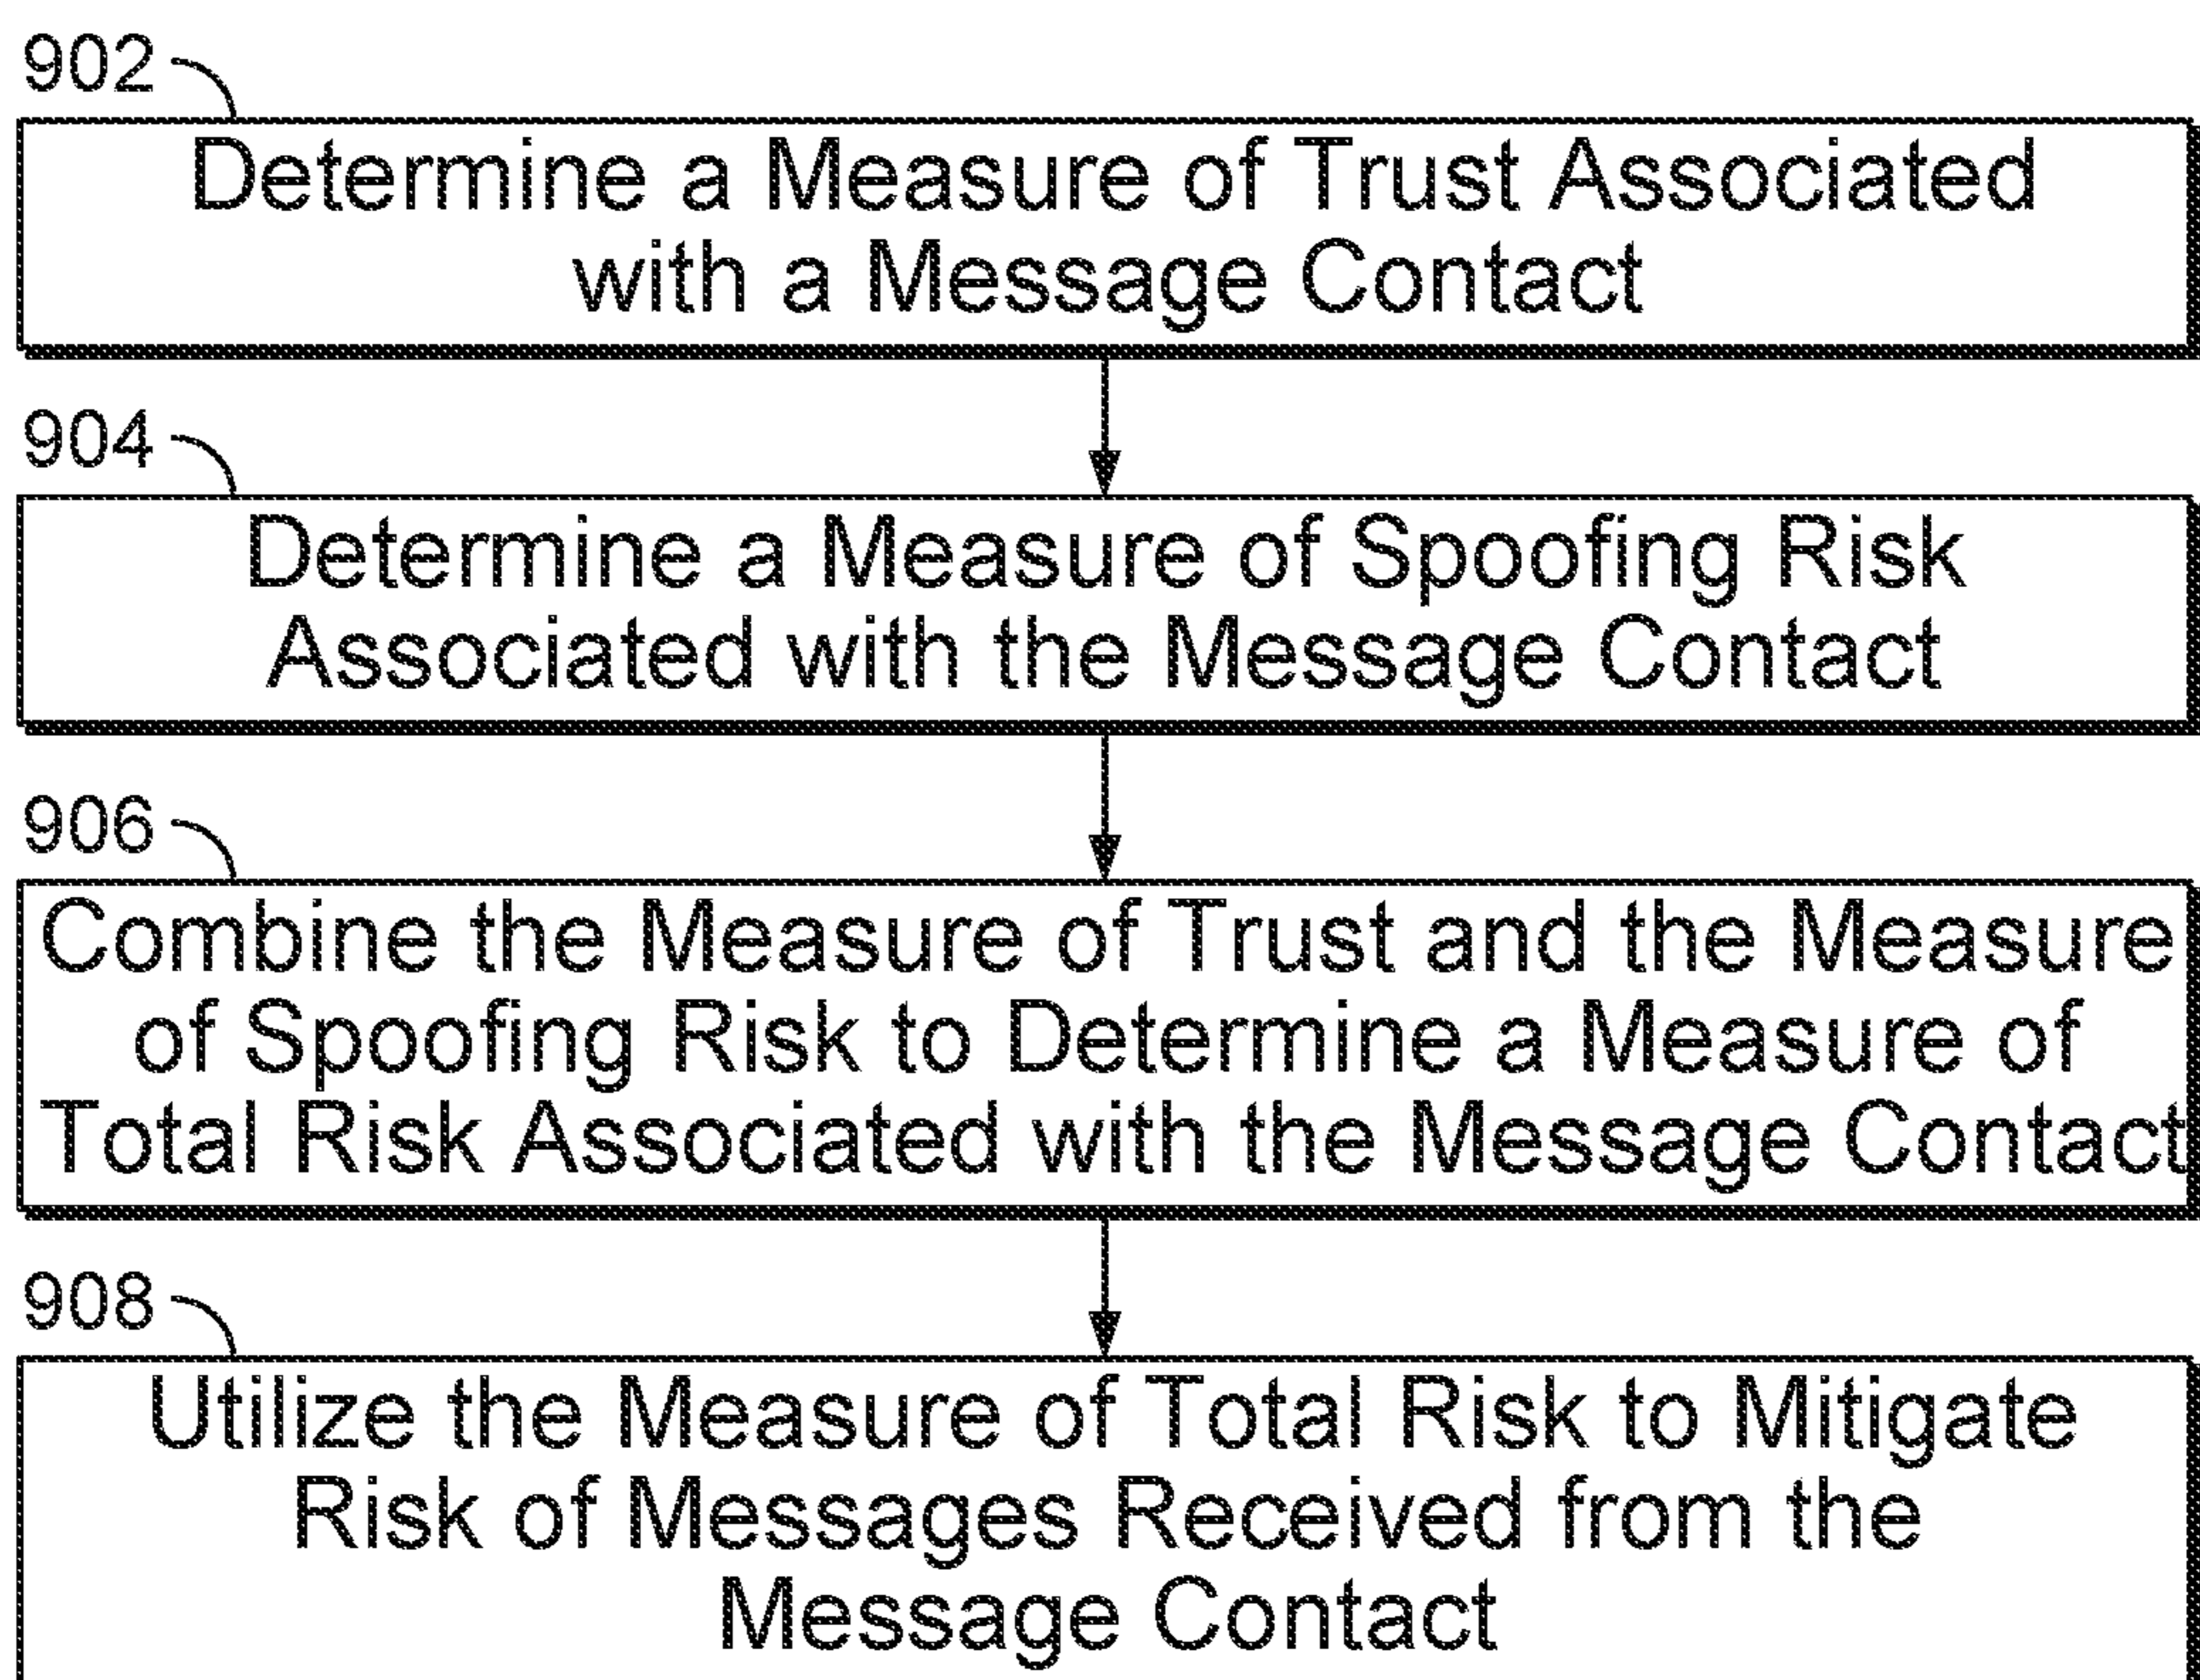 902
Determine a Measure of Trust Associated
with a Message Contact
904
Determine a Measure of Spoofing Risk
Associated with the Message Contact
906
Combine the Measure of Trust and the Measure
of Spoofing Risk to Determine a Measure of
Total Risk Associated with the Message Contact
908
Utilize the Measure of Total Risk to Mitigate
Risk of Messages Received from the
Message Contact